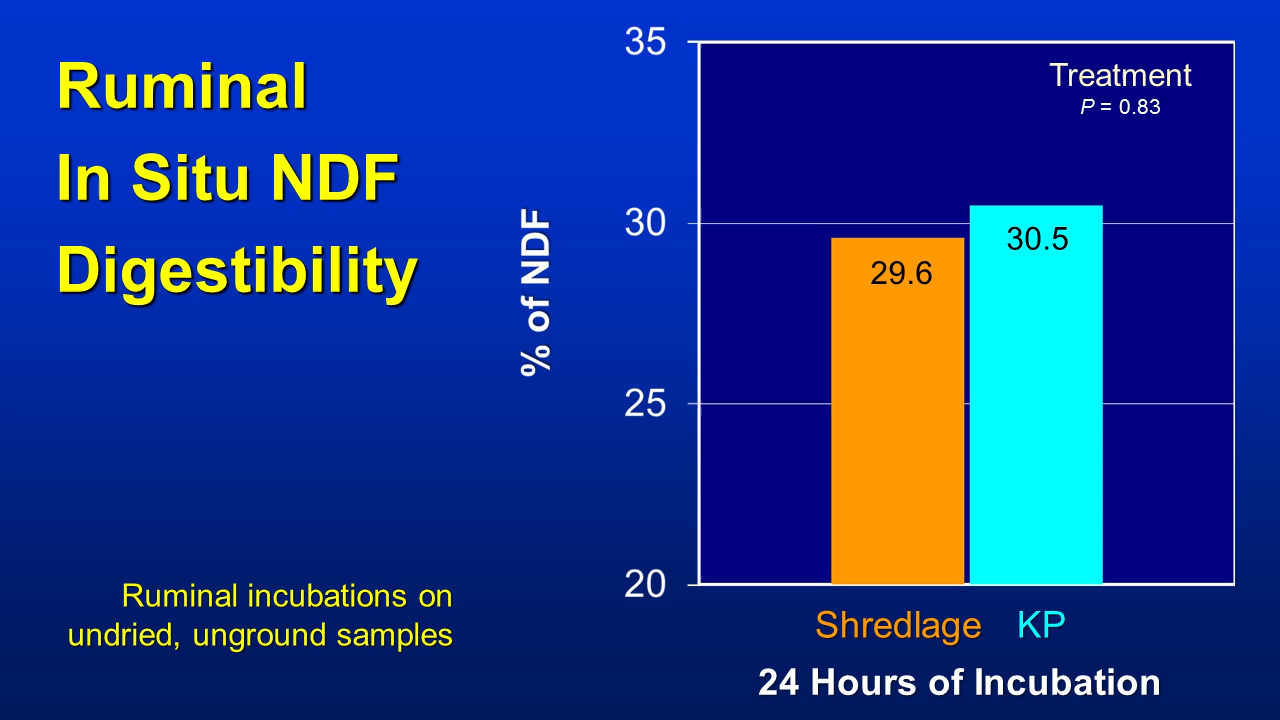 Ruminal
In Situ NDF
Digestibility
Ruminal incubations on
undried, unground samples
% of NDF
35
30
25
20
Treatment
P = 0.83
29.6
30.5
Shredlage KP
24 Hours of Incubation